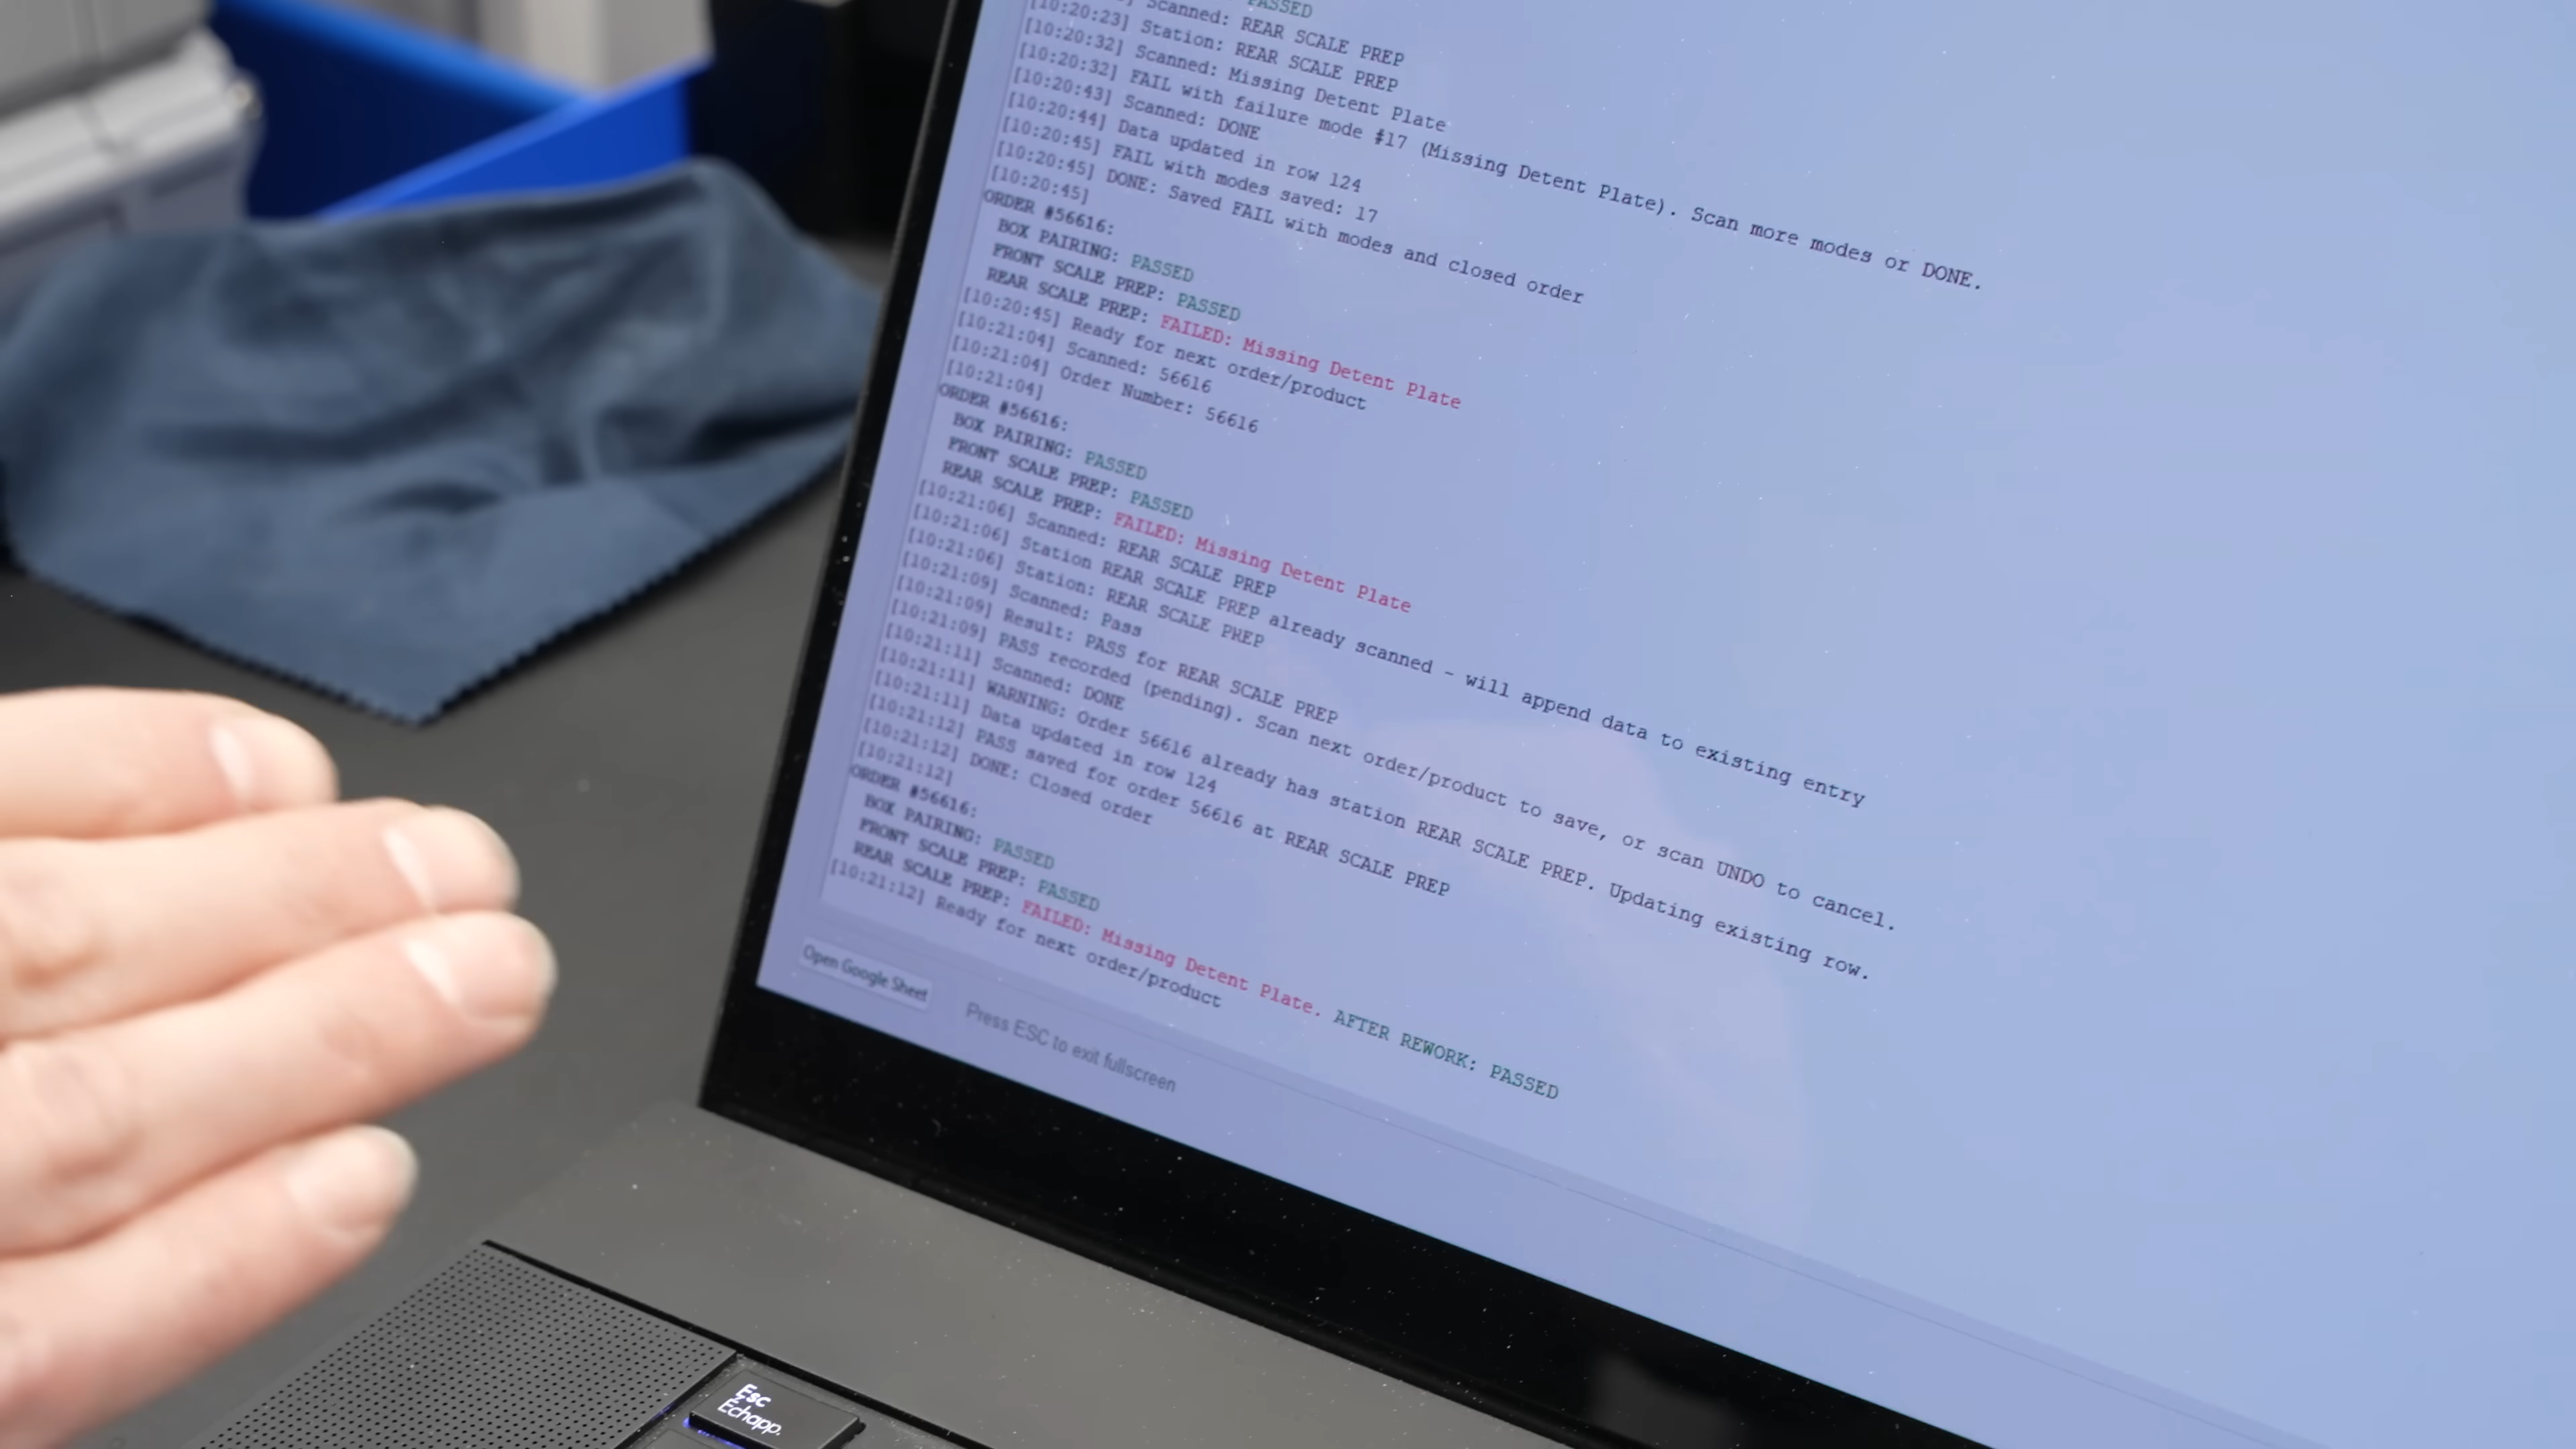 PASSED
Scanned: REAR SCALE PREP
[10:20:23] Station: REAR SCALE PREP
[10:20:32] Scanned: Missing Detent Plate
[10:20:32] FAIL with failure mode #17 (Missing Detent Plate). Scan more modes or DONE.
[10:20:43] Scanned: DONE
[10:20:44] Data updated in row 124
[10:20:45] FAIL with modes saved: 17
[10:20:45] DONE: Saved FAIL with modes and closed order
[10:20:45]
ORDER #56616:
BOX PAIRING: PASSED
FRONT SCALE PREP: PASSED
REAR SCALE PREP: FAILED: Missing Detent Plate
[10:20:45] Ready for next order/product
[10:21:04] Scanned: 56616
[10:21:04] Order Number: 56616
[10:21:04]
ORDER #56616:
BOX PAIRING: PASSED
FRONT SCALE PREP: PASSED
REAR SCALE PREP: FAILED: Missing Detent Plate
[10:21:06] Scanned: REAR SCALE PREP
[10:21:06] Station REAR SCALE PREP already scanned - will append data to existing entry
[10:21:06] Station: REAR SCALE PREP
[10:21:09] Scanned: Pass
[10:21:09] Result: PASS for REAR SCALE PREP
[10:21:09] PASS recorded (pending). Scan next order/product to save, or scan UNDO to cancel.
[10:21:11] Scanned: DONE
[10:21:11] WARNING: Order 56616 already has station REAR SCALE PREP. Updating existing row.
[10:21:11] Data updated in row 124
[10:21:12] PASS saved for order 56616 at REAR SCALE PREP
[10:21:12] DONE: Closed order
[10:21:12]
ORDER #56616:
BOX PAIRING: PASSED
FRONT SCALE PREP: PASSED
REAR SCALE PREP: FAILED: Missing Detent Plate. AFTER REWORK: PASSED
[10:21:12] Ready for next order/product
Open Google Sheet
Press ESC to exit fullscreen
Esc
Échapp.